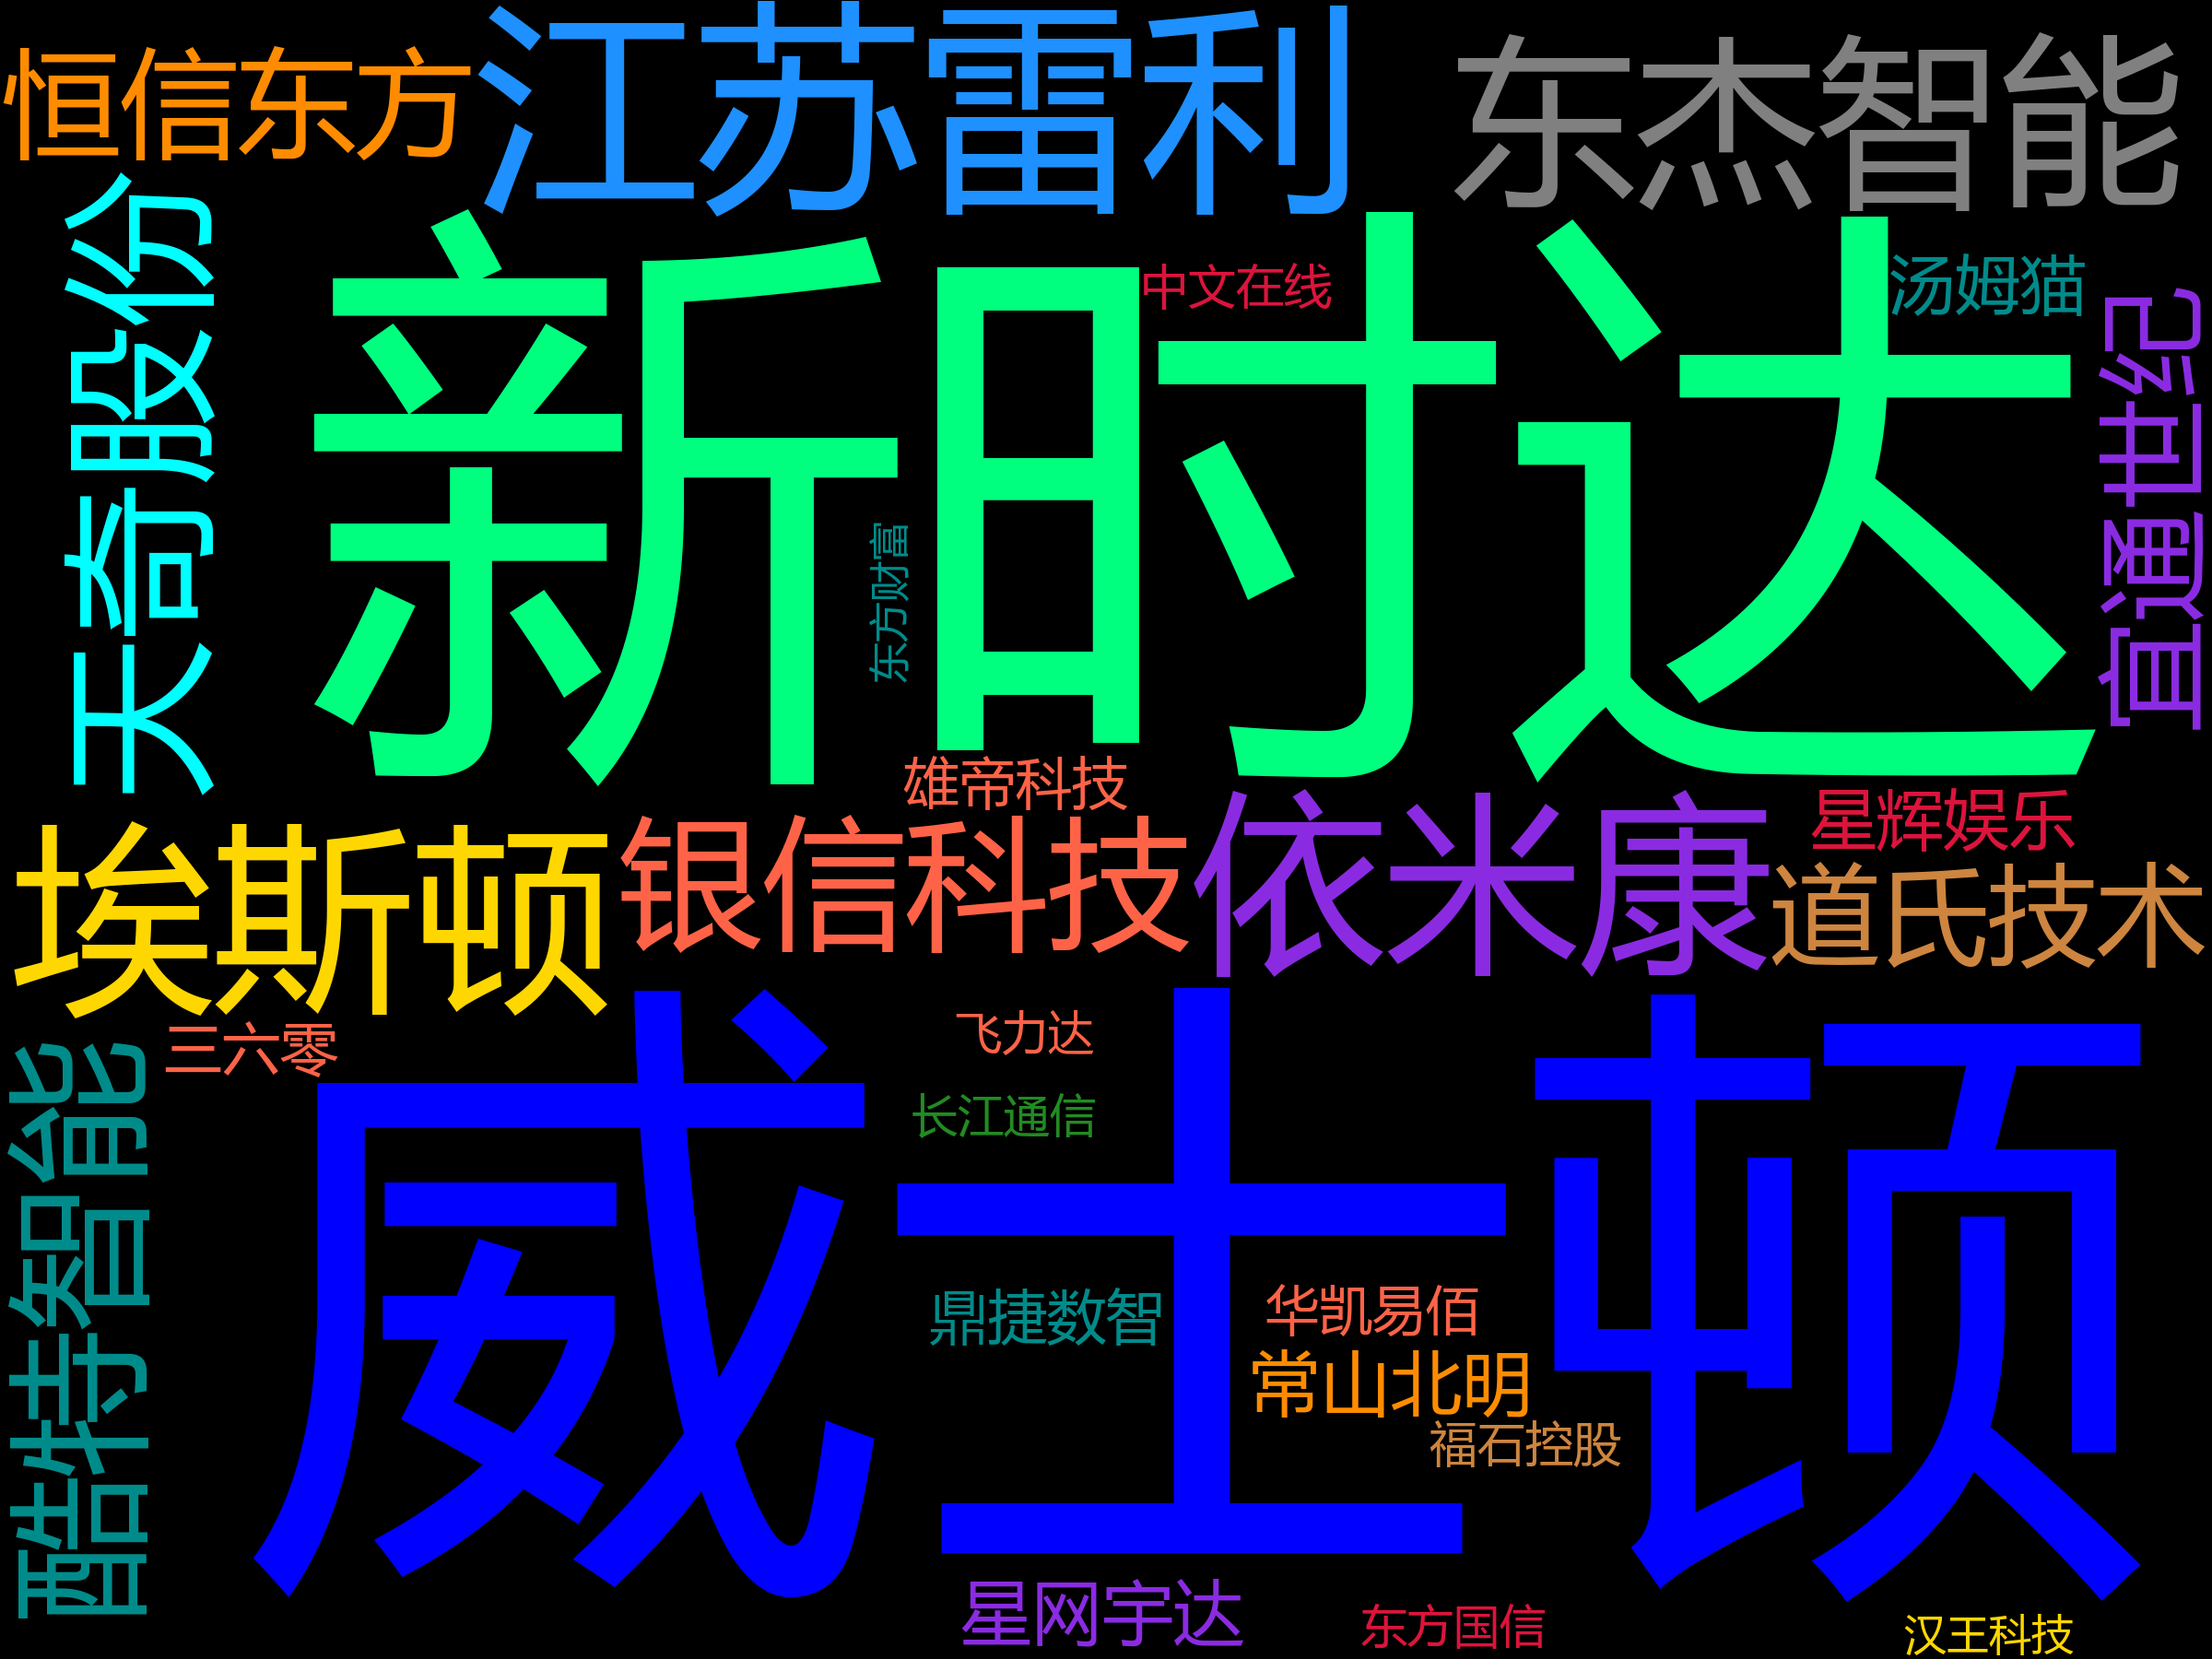 恒信东方
江苏雷利
东杰智能
天奇股份
新时达
中文在线
汤姆猫
宜通世纪
东方财富
雄帝科技
埃斯顿
银信科技
依米康
星辉娱乐
道氏技术
三六零
飞力达
长江通信
酷特智能
威士顿
鼎捷数智
华凯易佰
常山北明
福石控股
星网宇达
东方国信
汉王科技